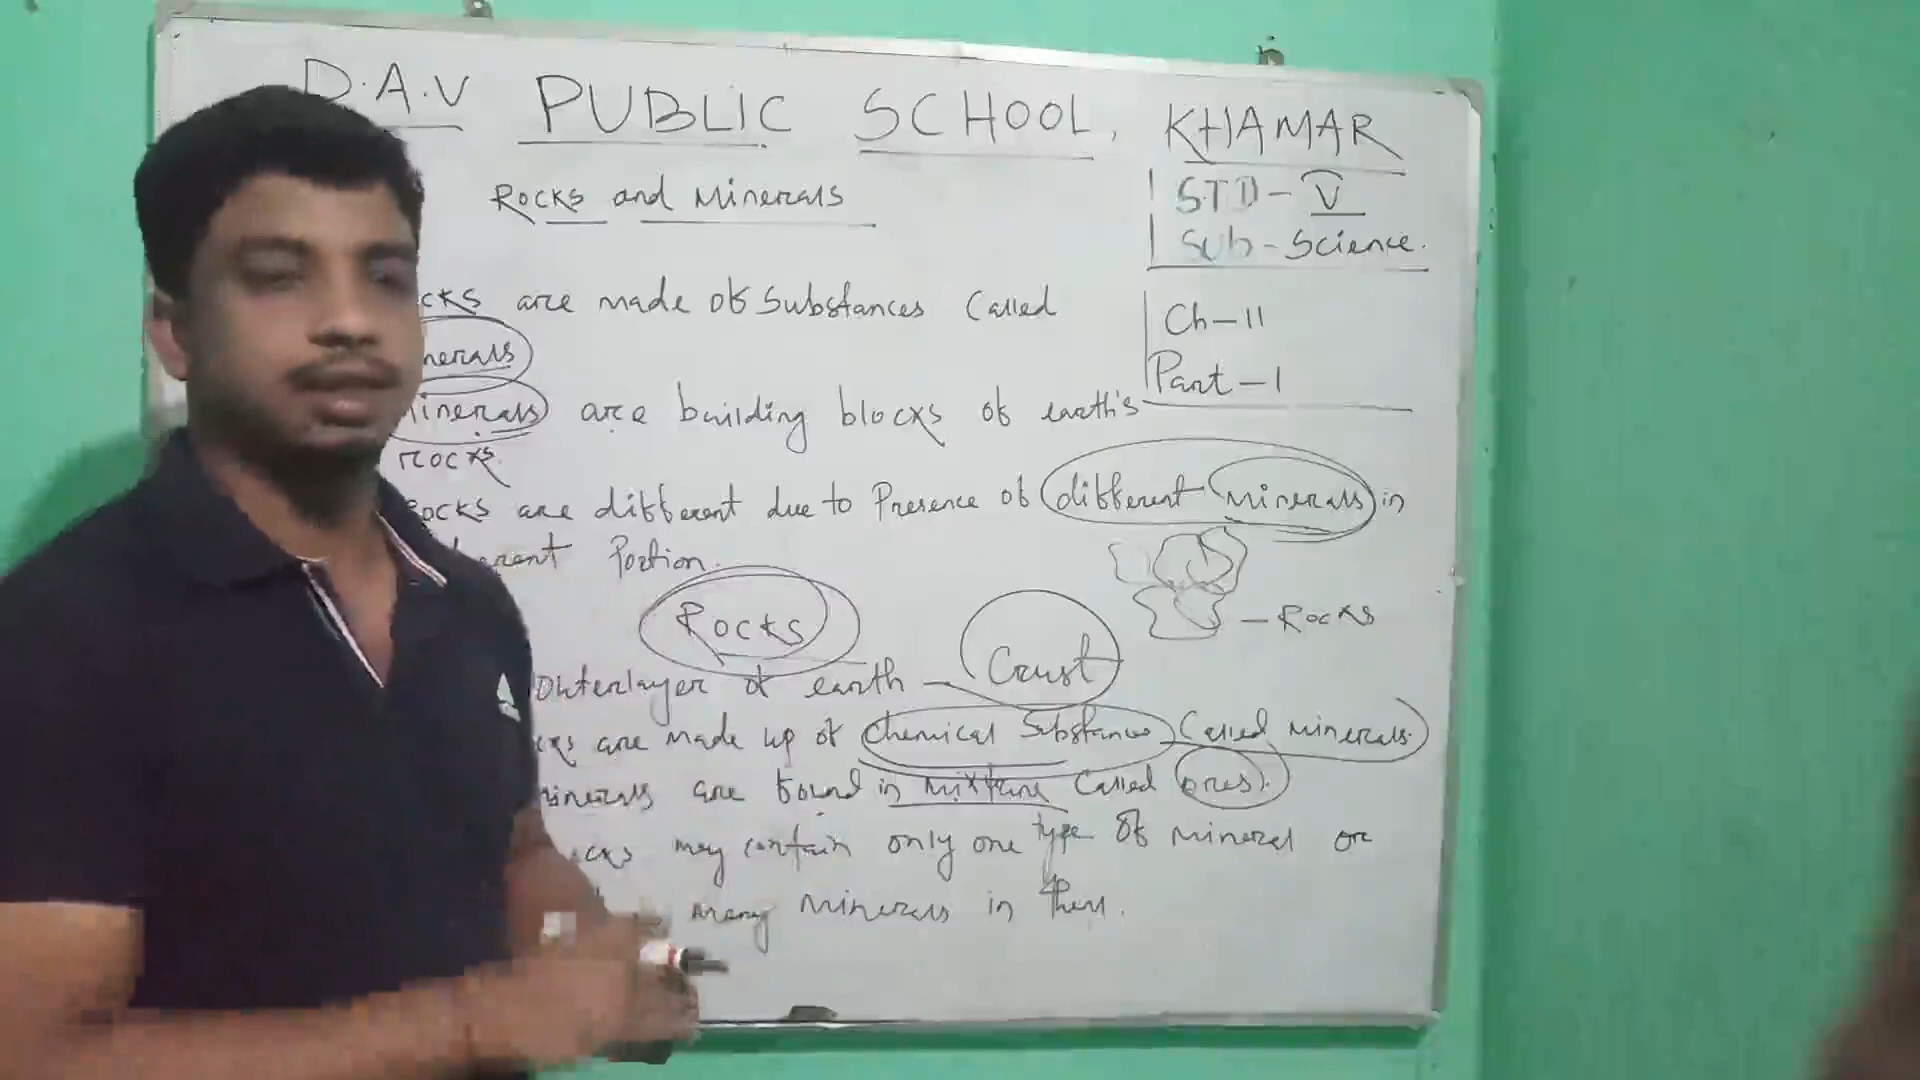 D.A.V PUBLIC SCHOOL, KHAMAR
Rocks and Minerals
STD - V
Sub - Science.
Ch-11
Part-1
cks are made of Substances Called
nerals
inerals are building blocks of earth's
rocks.
ocks are different due to Presence of different minerals in
erent Portion.
Rocks
- Rocks
Outerlayer of earth - Crust
cks are made up of Chemical Substances Called minerals.
minerals are found in mixture Called ores.
ocks may contain only one type of mineral or
many minerals in them.